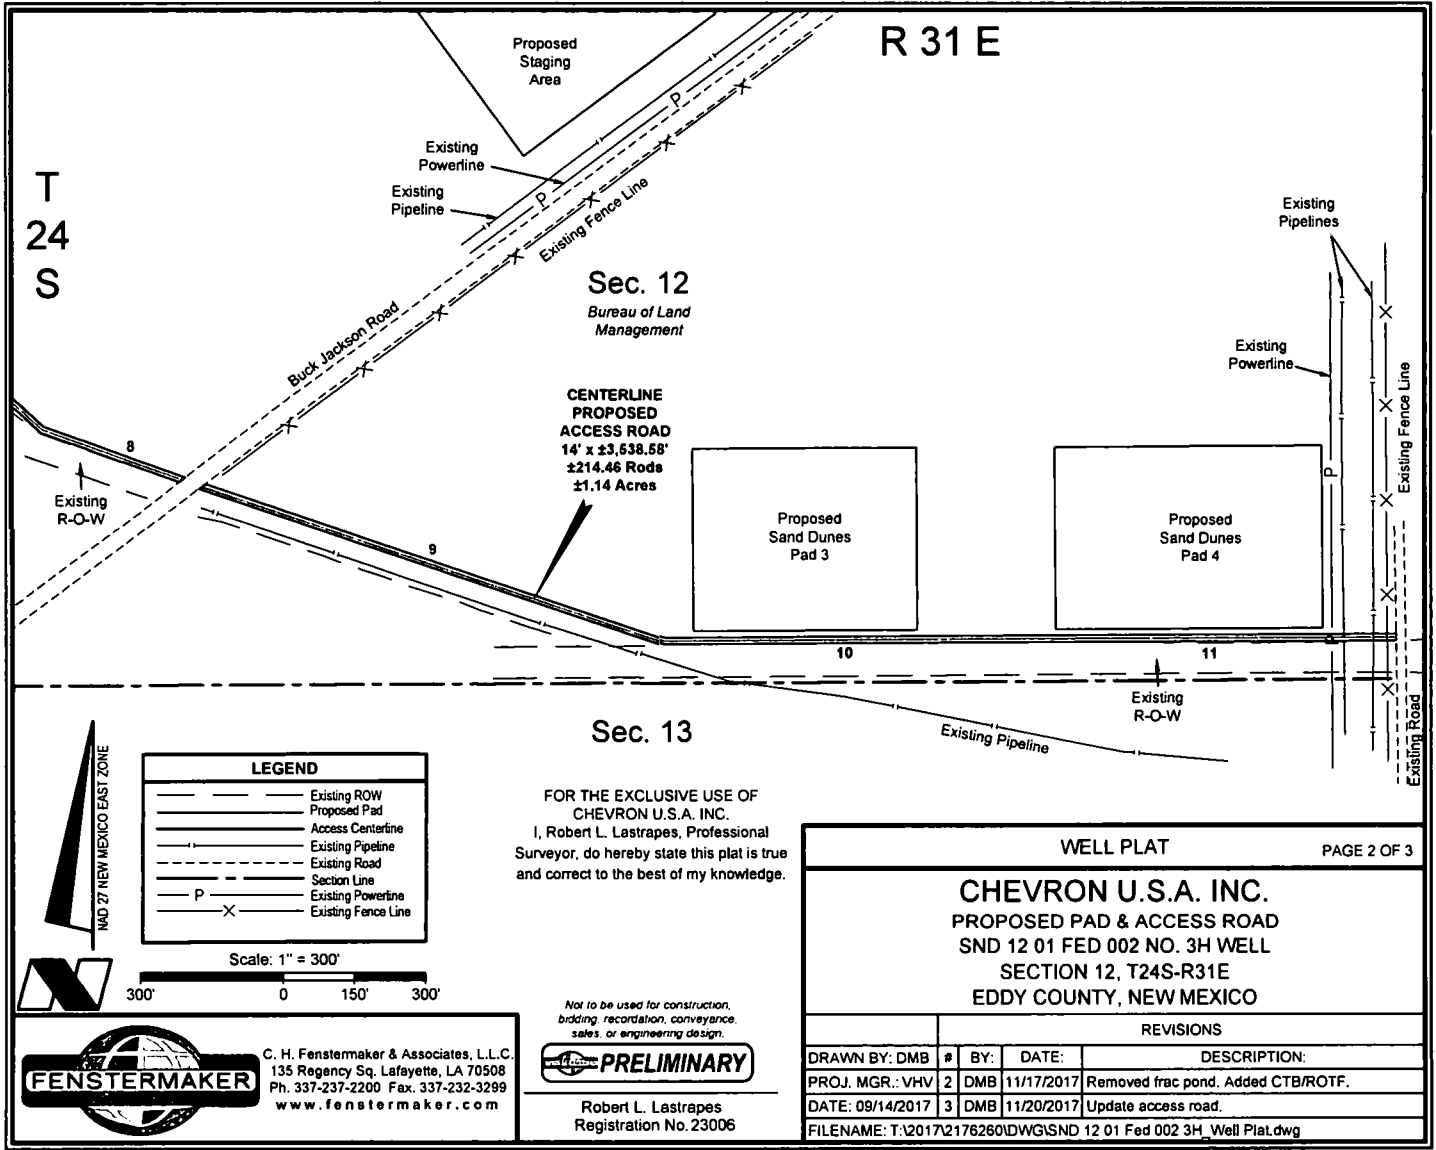 R 31 E
Proposed
Staging
Area
T
24
S
Existing
Powerline
Existing
Pipeline
P
P
Existing Fence Line
Buck Jackson Road
Sec. 12
Bureau of Land
Management
Existing
Pipelines
Existing
Powerline
Existing Fence Line
P
P
CENTERLINE
PROPOSED
ACCESS ROAD
14' x ±3,538.58'
±214.46 Rods
±1.14 Acres
8
Existing
R-O-W
9
Proposed
Sand Dunes
Pad 3
Proposed
Sand Dunes
Pad 4
10
11
Existing
R-O-W
Existing Road
Existing Pipeline
Sec. 13
NAD 27 NEW MEXICO EAST ZONE
LEGEND
Existing ROW
Proposed Pad
Access Centerline
Existing Pipeline
Existing Road
Section Line
P Existing Powerline
Existing Fence Line
Scale: 1" = 300'
300' 0 150' 300'
FOR THE EXCLUSIVE USE OF
CHEVRON U.S.A. INC.
I, Robert L. Lastrapes, Professional
Surveyor, do hereby state this plat is true
and correct to the best of my knowledge.
Not to be used for construction,
bidding, recordation, conveyance,
sales, or engineering design.
PRELIMINARY
Robert L. Lastrapes
Registration No. 23006
FENSTERMAKER
C. H. Fenstermaker & Associates, L.L.C.
135 Regency Sq. Lafayette, LA 70508
Ph. 337-237-2200 Fax. 337-232-3299
www.fenstermaker.com
WELL PLAT PAGE 2 OF 3
CHEVRON U.S.A. INC.
PROPOSED PAD & ACCESS ROAD
SND 12 01 FED 002 NO. 3H WELL
SECTION 12, T24S-R31E
EDDY COUNTY, NEW MEXICO
REVISIONS
DRAWN BY: DMB # BY: DATE: DESCRIPTION:
PROJ. MGR.: VHV 2 DMB 11/17/2017 Removed frac pond. Added CTB/ROTF.
DATE: 09/14/2017 3 DMB 11/20/2017 Update access road.
FILENAME: T:\2017\2176260\DWG\SND 12 01 Fed 002 3H_Well Plat.dwg